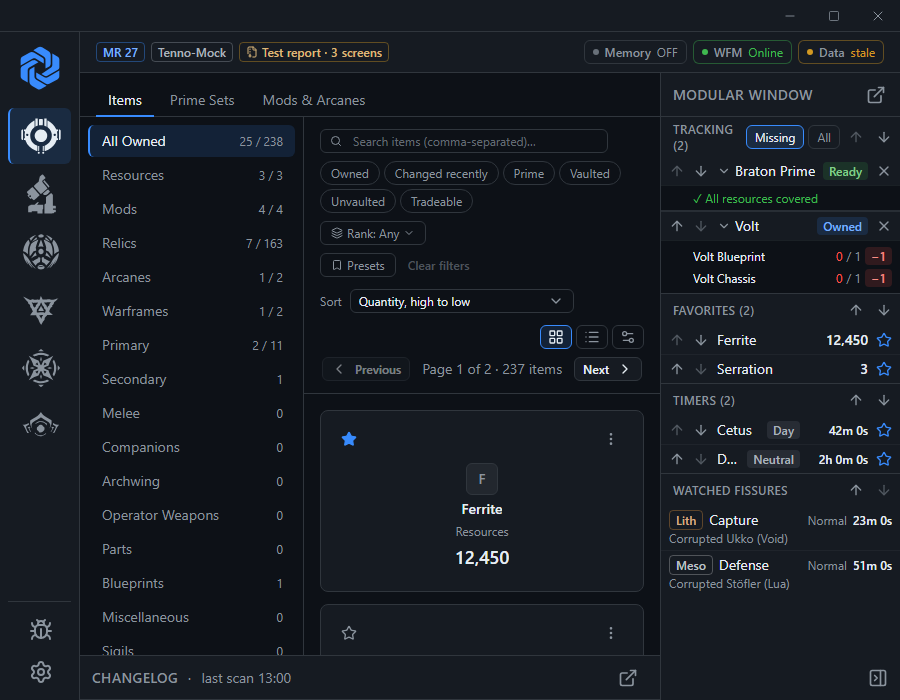 MR 27
Tenno-Mock
Test report · 3 screens
Memory OFF
WFM Online
Data stale
Items
Prime Sets
Mods & Arcanes
All Owned 25 / 238
Resources 3 / 3
Mods 4 / 4
Relics 7 / 163
Arcanes 1 / 2
Warframes 1 / 2
Primary 2 / 11
Secondary 1
Melee 0
Companions 0
Archwing 0
Operator Weapons 0
Parts 0
Blueprints 1
Miscellaneous 0
Sigils 0
Search items (comma-separated)...
Owned
Changed recently
Prime
Vaulted
Unvaulted
Tradeable
Rank: Any
Presets
Clear filters
Sort
Quantity, high to low
Previous
Page 1 of 2 · 237 items
Next
F
Ferrite
Resources
12,450
MODULAR WINDOW
TRACKING
(2)
Missing
All
Braton Prime Ready
✓ All resources covered
Volt Owned
Volt Blueprint 0 / 1 −1
Volt Chassis 0 / 1 −1
FAVORITES (2)
Ferrite 12,450
Serration 3
TIMERS (2)
Cetus Day 42m 0s
D... Neutral 2h 0m 0s
WATCHED FISSURES
Lith Capture Normal 23m 0s
Corrupted Ukko (Void)
Meso Defense Normal 51m 0s
Corrupted Stöfler (Lua)
CHANGELOG · last scan 13:00